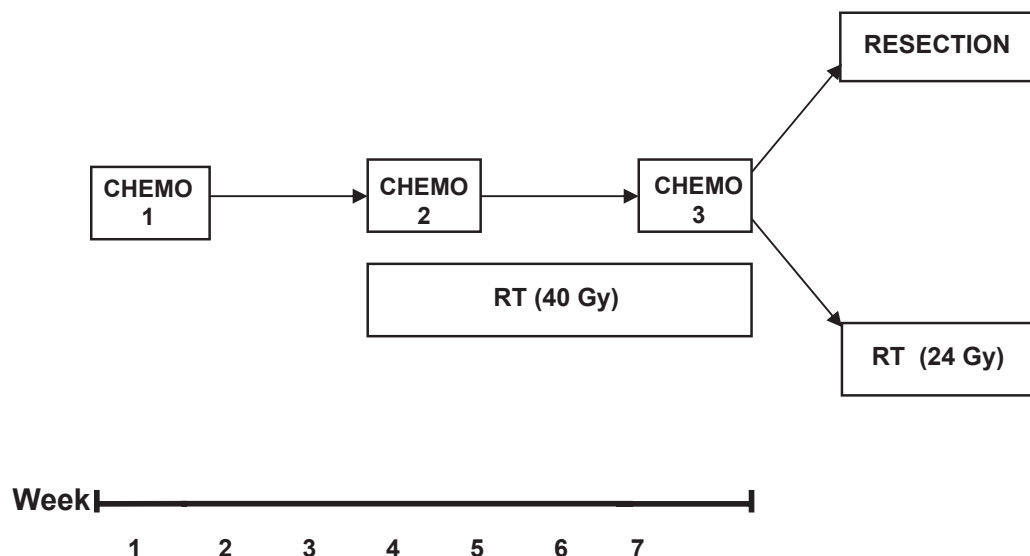 RESECTION
CHEMO
1
CHEMO
2
CHEMO
3
RT (40 Gy)
RT (24 Gy)
Week
1 2 3 4 5 6 7